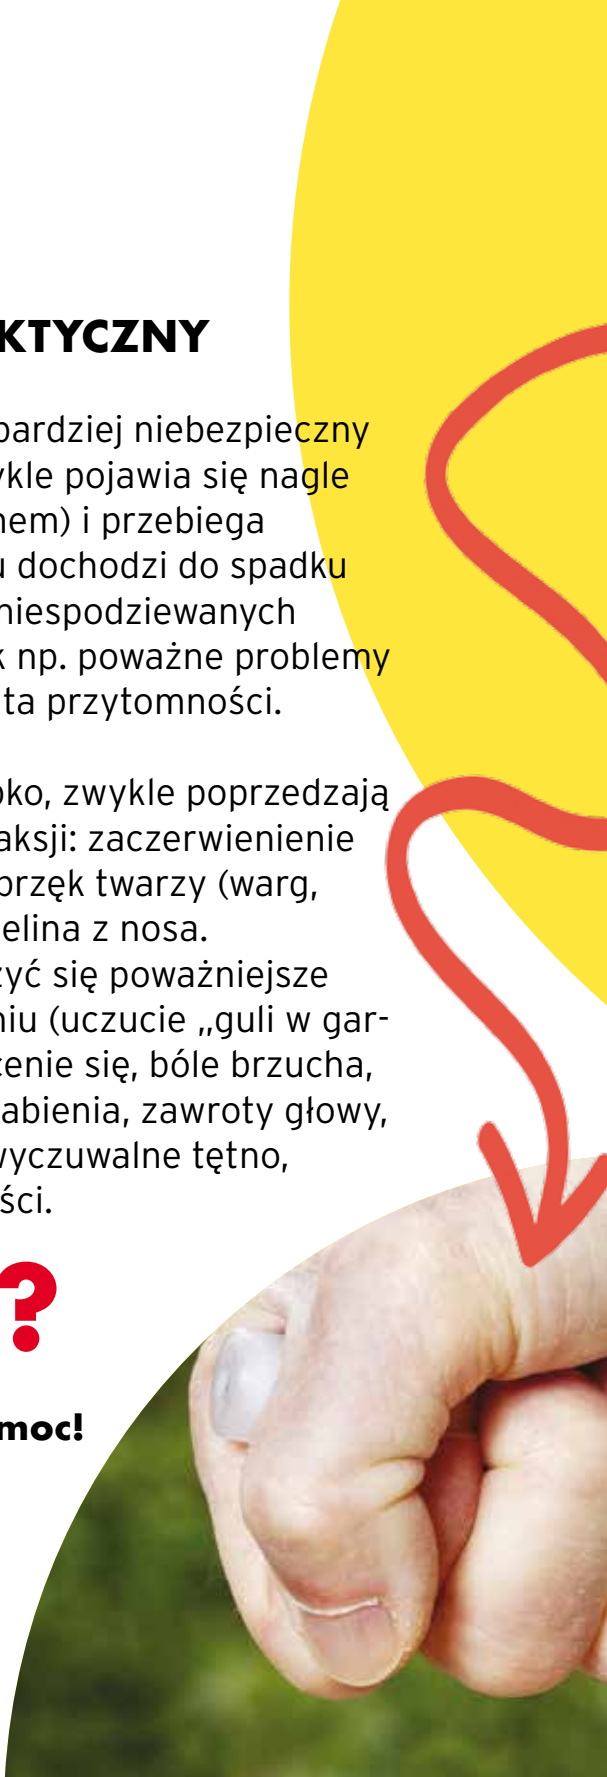 KTYCZNY
bardziej niebezpieczny
ykle pojawia się nagle
nem) i przebiega
u dochodzi do spadku
niespodziewanych
k np. poważne problemy
ta przytomności.
oko, zwykle poprzedzają
aksji: zaczerwienienie
brzęk twarzy (warg,
elina z nosa.
zyć się poważniejsze
niu (uczucie „guli w gar-
cenie się, bóle brzucha,
abienia, zawroty głowy,
wyczuwalne tętno,
ści.
?
moc!